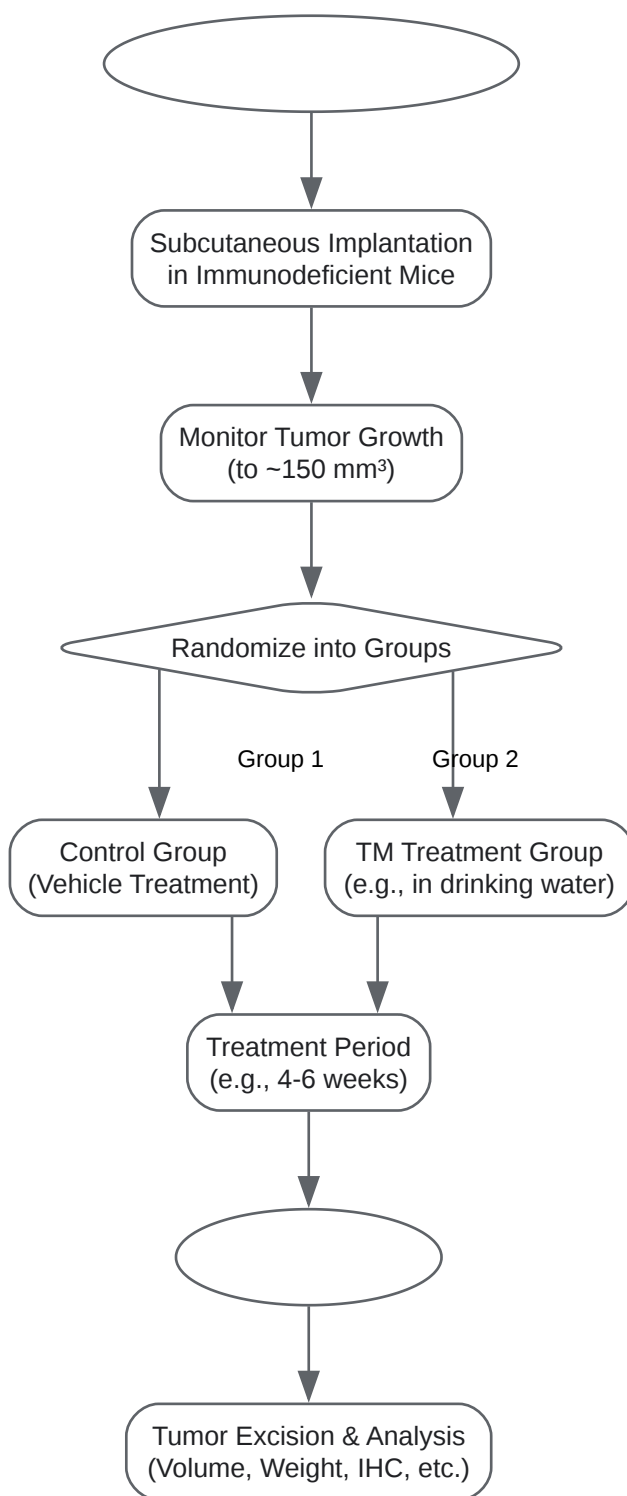 Subcutaneous Implantation
in Immunodeficient Mice
Monitor Tumor Growth
(to ~150 mm³)
Randomize into Groups
Group 1
Group 2
Control Group
(Vehicle Treatment)
TM Treatment Group
(e.g., in drinking water)
Treatment Period
(e.g., 4-6 weeks)
Tumor Excision & Analysis
(Volume, Weight, IHC, etc.)